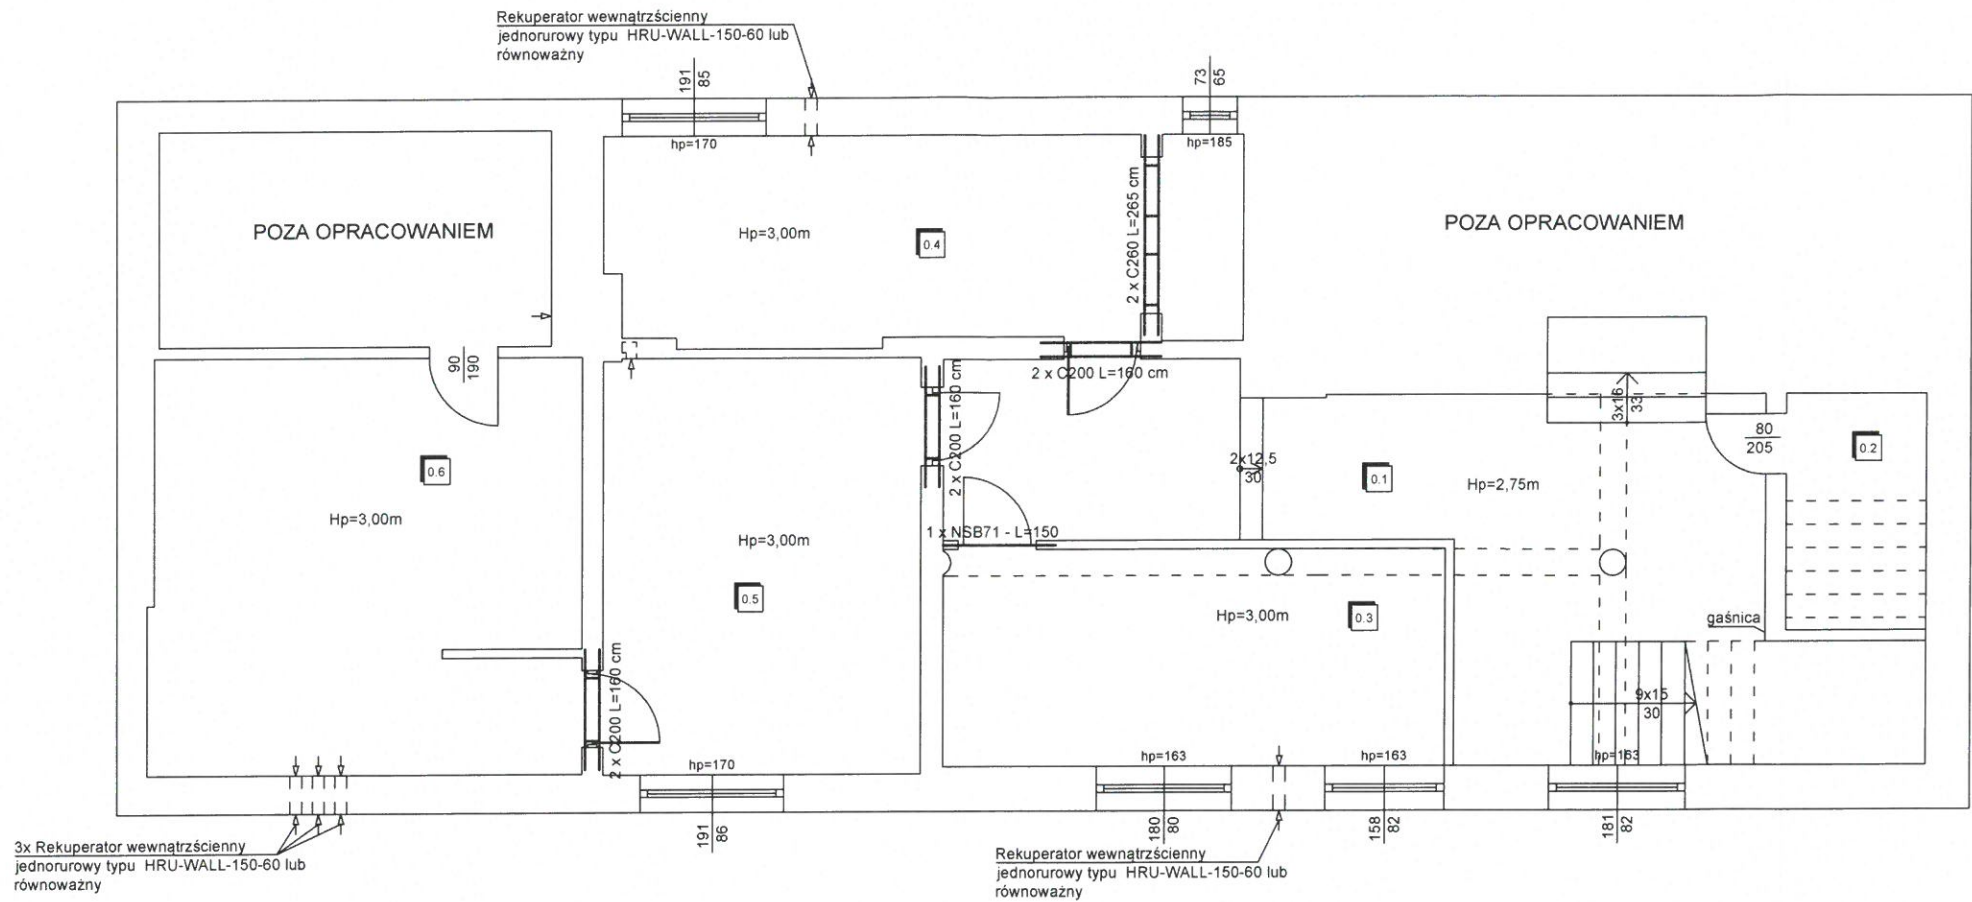 Rekuperator wewnątrzścienny
jednorurowy typu HRU-WALL-150-60 lub
równoważny
191
85
73
65
hp=170
hp=185
POZA OPRACOWANIEM
Hp=3,00m
0.4
2 x C260 L=265 cm
POZA OPRACOWANIEM
90
190
2 x C200 L=160 cm
2 x C200 L=160 cm
3x16
33
80
205
0.2
0.6
2x12,5
30
0.1
Hp=2,75m
Hp=3,00m
Hp=3,00m
1 x NSB71 - L=150
0.5
Hp=3,00m
0.3
gaśnica
2 x C200 L=160 cm
9x15
30
hp=170
hp=163
hp=163
hp=163
191
86
180
80
158
82
181
82
3x Rekuperator wewnątrzścienny
jednorurowy typu HRU-WALL-150-60 lub
równoważny
Rekuperator wewnątrzścienny
jednorurowy typu HRU-WALL-150-60 lub
równoważny